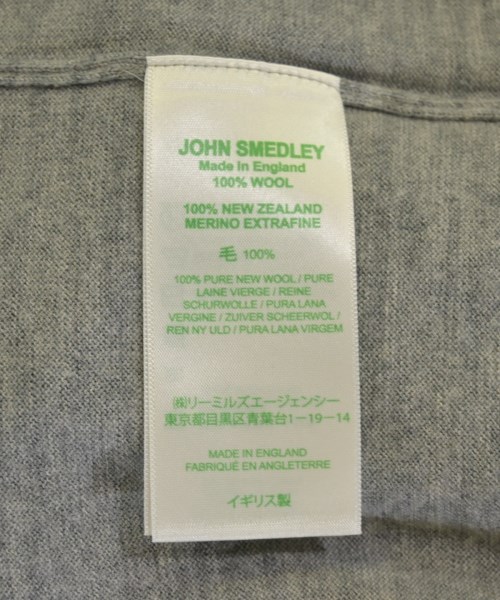 JOHN SMEDLEY
Made In England
100% WOOL
100% NEW ZEALAND
MERINO EXTRAFINE
毛 100%
100% PURE NEW WOOL / PURE
LAINE VIERGE / REINE
SCHURWOLLE / PURA LANA
VERGINE / ZUIVER SCHEERWOL /
REN NY ULD / PURA LANA VIRGEM
㈱リーミルズエージェンシー
東京都目黒区青葉台1-19-14
MADE IN ENGLAND
FABRIQUÉ EN ANGLETERRE
イギリス製